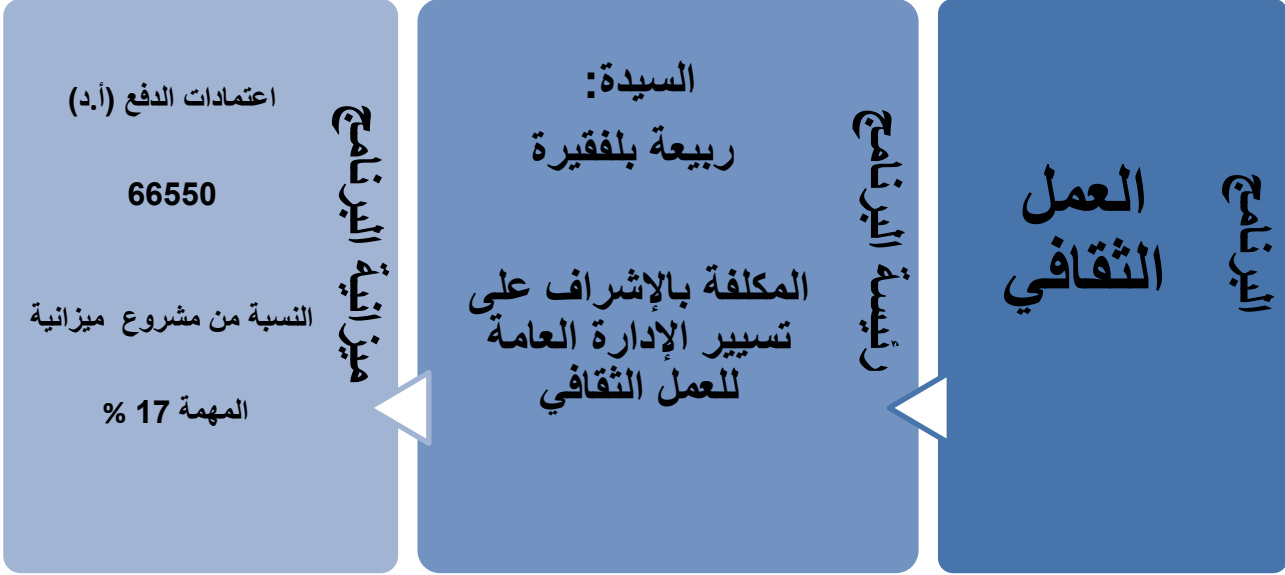 البرنامج
العمل
الثقافي
رئيسة البرنامج
السيدة:
ربيعة بلفقيرة
المكلفة بالإشراف على
تسيير الإدارة العامة
للعمل الثقافي
ميزانية البرنامج
اعتمادات الدفع (أ.د)
66550
النسبة من مشروع ميزانية
المهمة 17 %